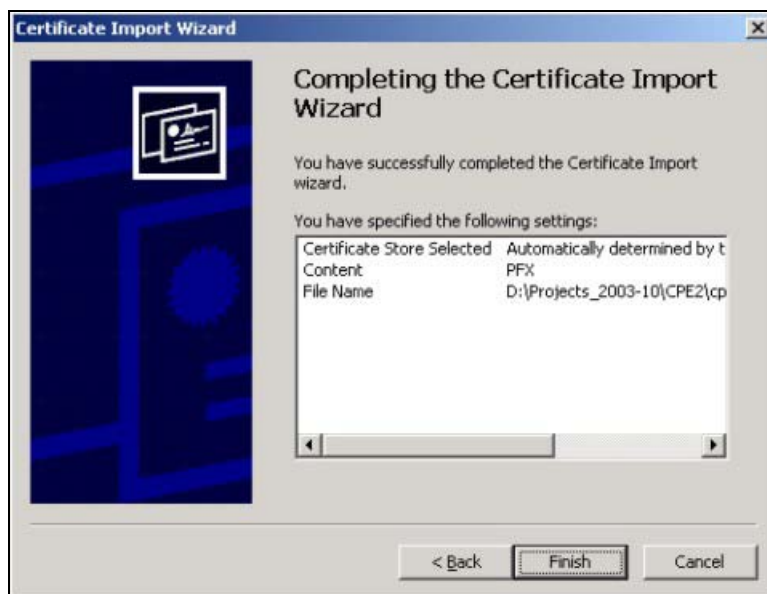 Certificate Import Wizard
Completing the Certificate Import
Wizard
You have successfully completed the Certificate Import
wizard.
You have specified the following settings:
Certificate Store Selected Automatically determined by t
Content PFX
File Name D:\Projects_2003-10\CPE2\cp
< Back Finish Cancel